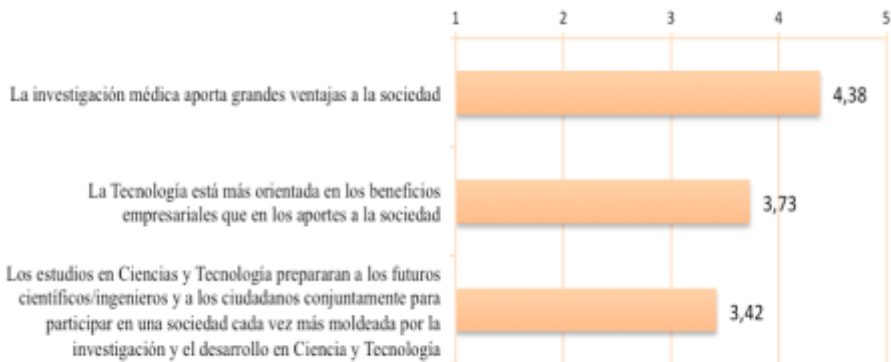 1 2 3 4 5
La investigación médica aporta grandes ventajas a la sociedad
4,38
La Tecnología está más orientada en los beneficios
empresariales que en los aportes a la sociedad
3,73
Los estudios en Ciencias y Tecnología prepararan a los futuros
científicos/ingenieros y a los ciudadanos conjuntamente para
participar en una sociedad cada vez más moldeada por la
investigación y el desarrollo en Ciencia y Tecnología
3,42